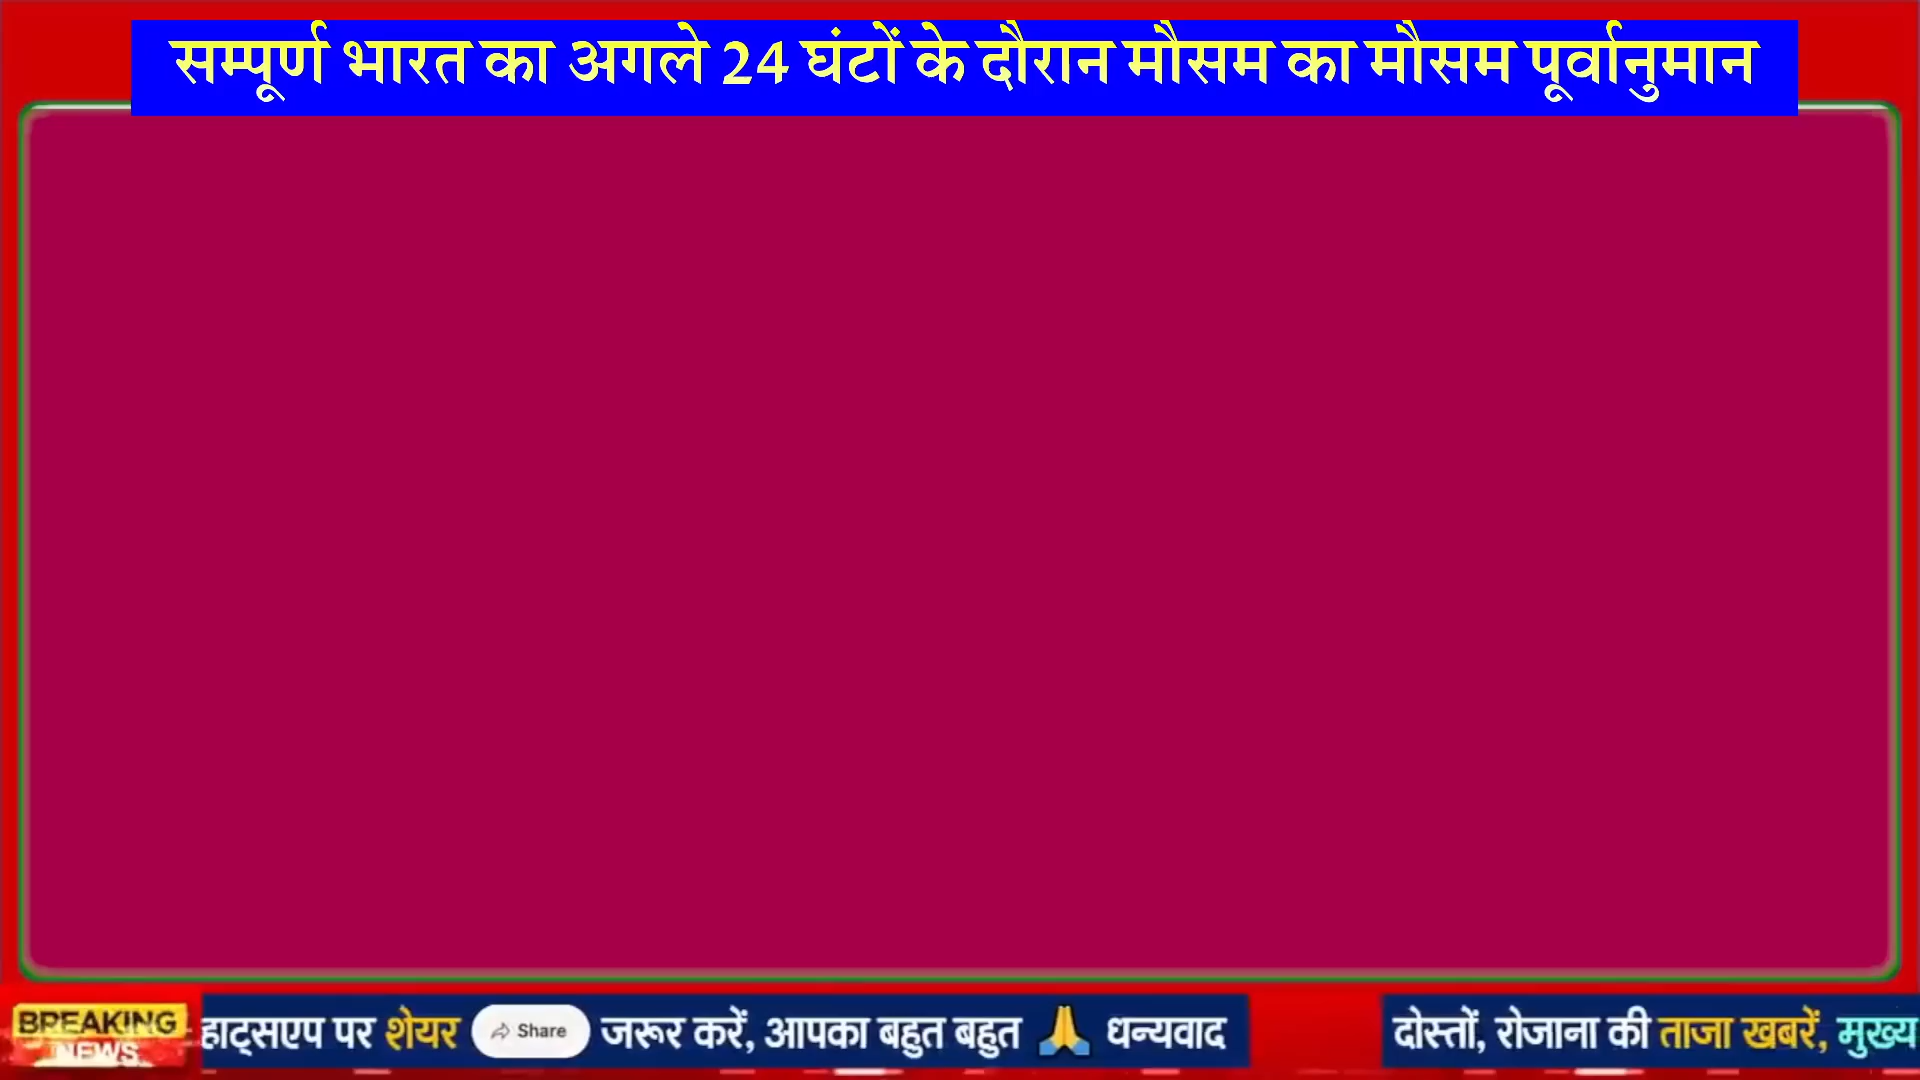 सम्पूर्ण भारत का अगले 24 घंटों के दौरान मौसम का मौसम पूर्वानुमान
BREAKING
NEWS
हाट्सएप पर शेयर Share जरूर करें, आपका बहुत बहुत 🙏 धन्यवाद
दोस्तों, रोजाना की ताजा खबरें, मुख्य